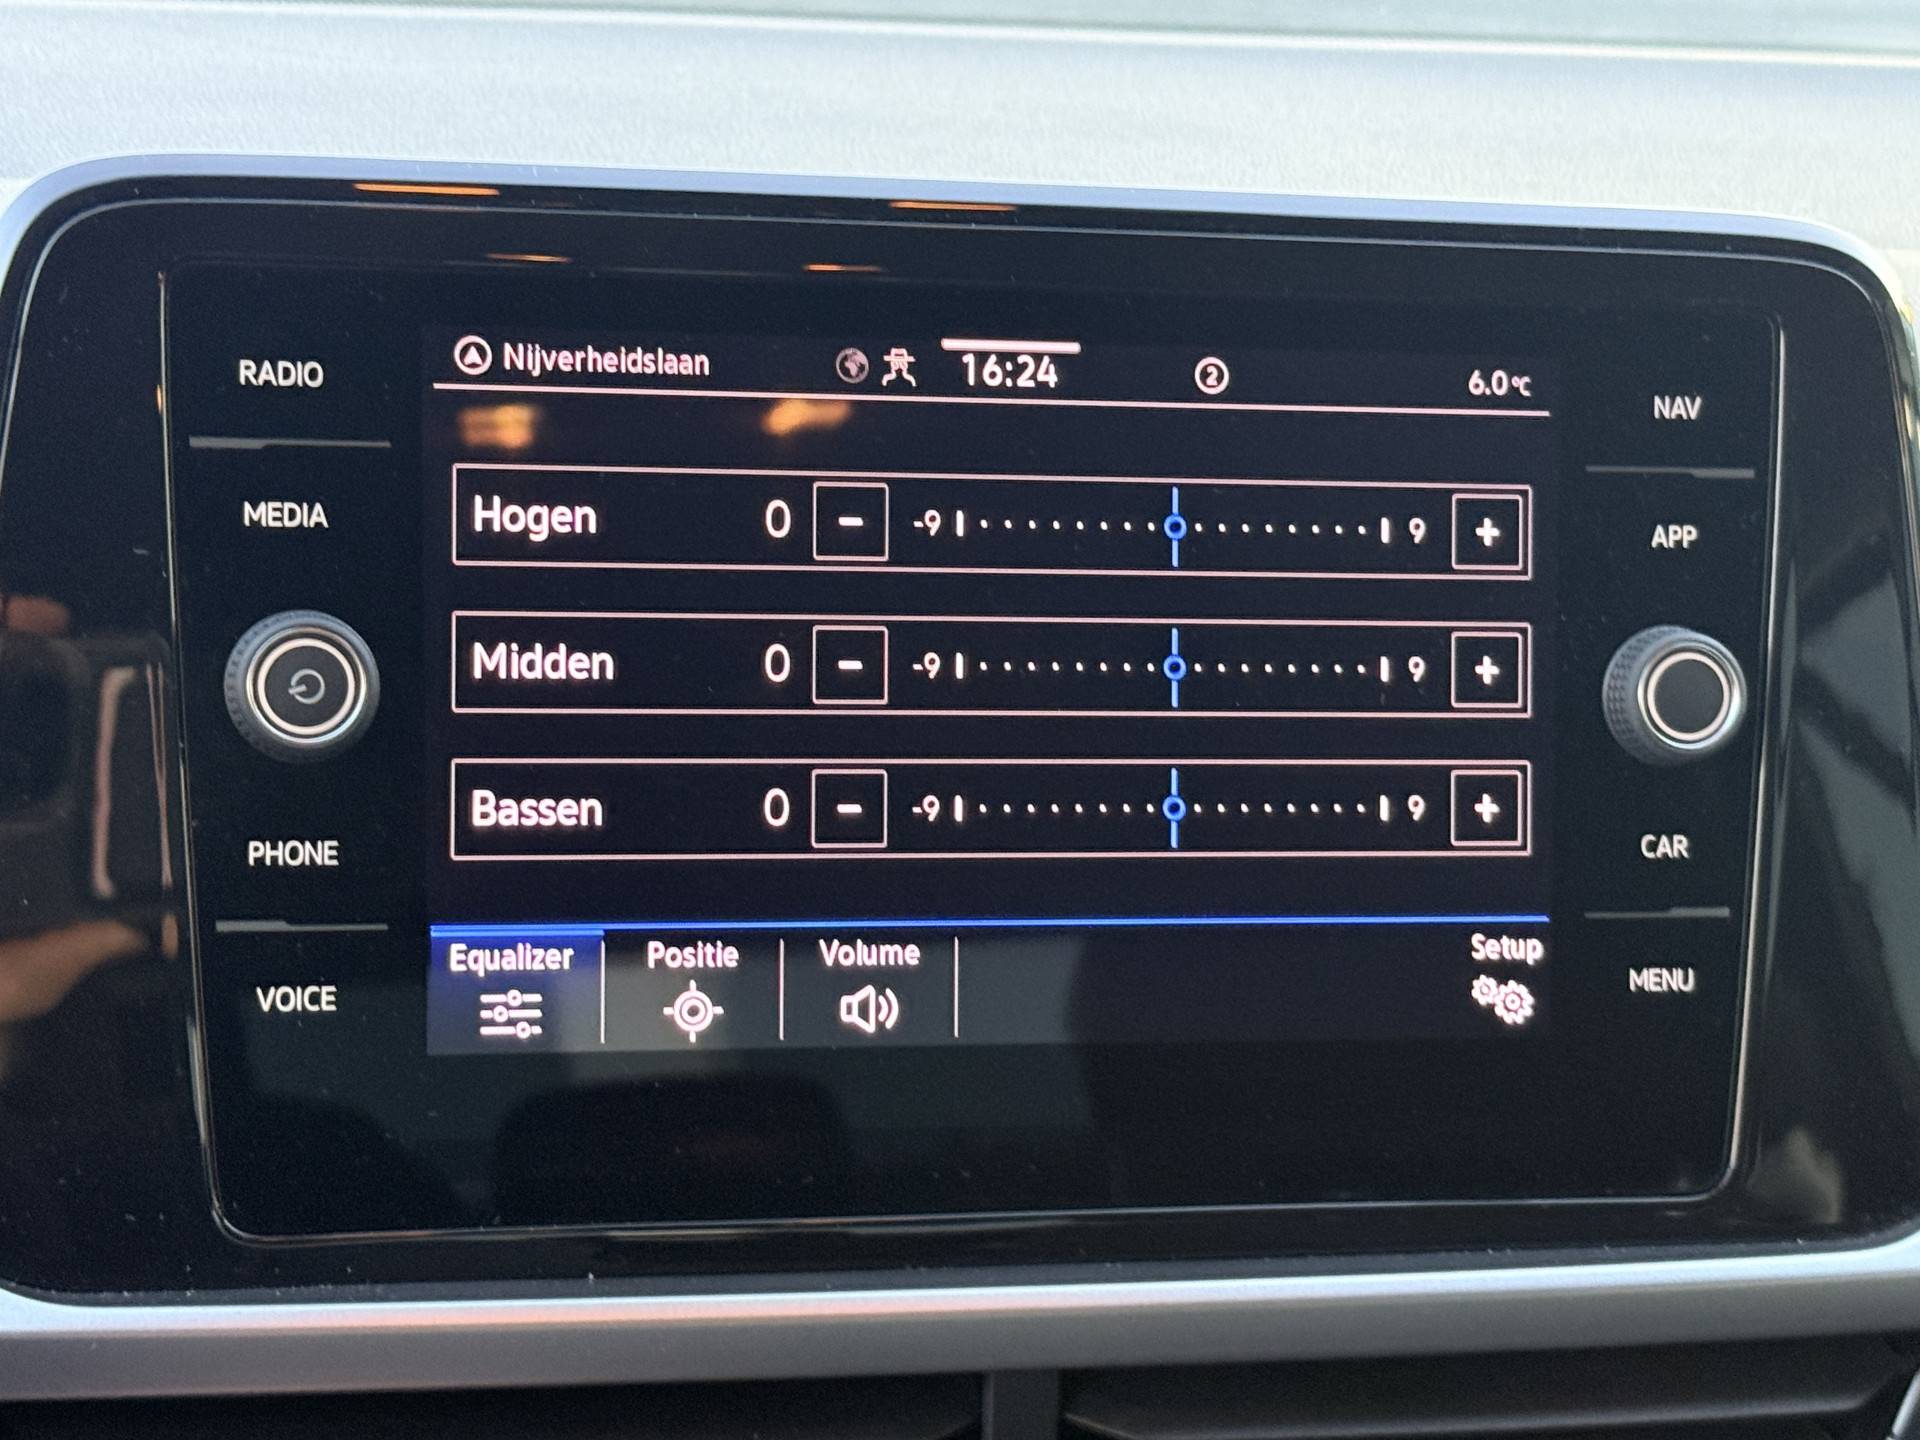 RADIO
MEDIA
PHONE
VOICE
Nijverheidslaan 16:24 2 6.0°C
Hogen 0 - -9 9 +
Midden 0 - -9 9 +
Bassen 0 - -9 9 +
Equalizer Positie Volume Setup
NAV
APP
CAR
MENU